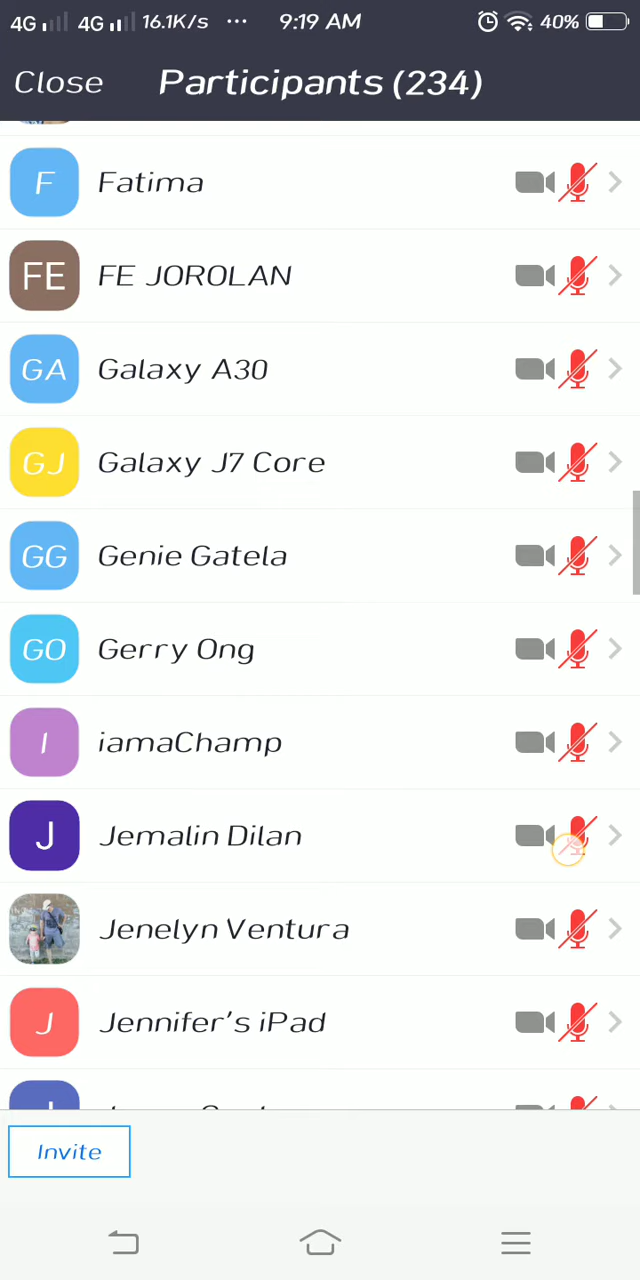 4G 4G 16.1K/s ... 9:19 AM 40%
Close Participants (234)
F Fatima
FE FE JOROLAN
GA Galaxy A30
GJ Galaxy J7 Core
GG Genie Gatela
GO Gerry Ong
I iamaChamp
J Jemalin Dilan
Jenelyn Ventura
J Jennifer's iPad
Invite